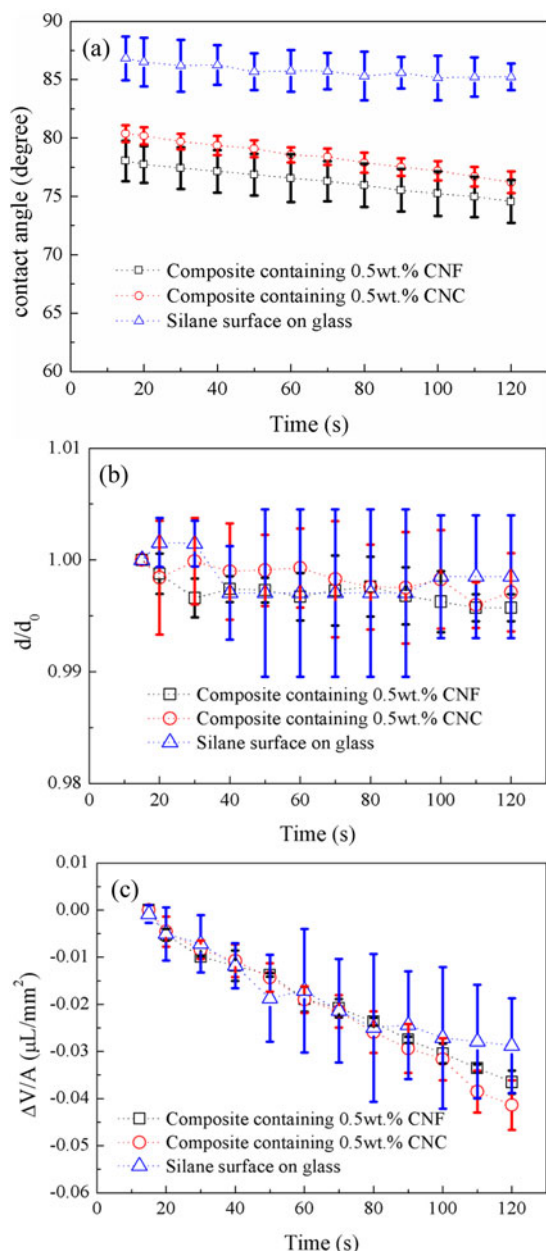 (a)
90
85
80
75
70
65
60
contact angle (degree)
Composite containing 0.5wt.% CNF
Composite containing 0.5wt.% CNC
Silane surface on glass
0 20 40 60 80 100 120
Time (s)
(b)
1.01
1.00
0.99
0.98
d/d₀
Composite containing 0.5wt.% CNF
Composite containing 0.5wt.% CNC
Silane surface on glass
0 20 40 60 80 100 120
Time (s)
(c)
0.01
0.00
-0.01
-0.02
-0.03
-0.04
-0.05
-0.06
ΔV/A (μL/mm²)
Composite containing 0.5wt.% CNF
Composite containing 0.5wt.% CNC
Silane surface on glass
0 20 40 60 80 100 120
Time (s)